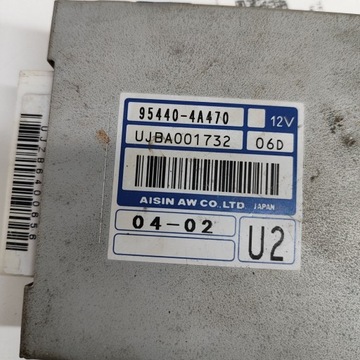 95440-4A470 12V
UJBA001732 06D
AISIN AW CO.,LTD JAPAN
04-02
U2